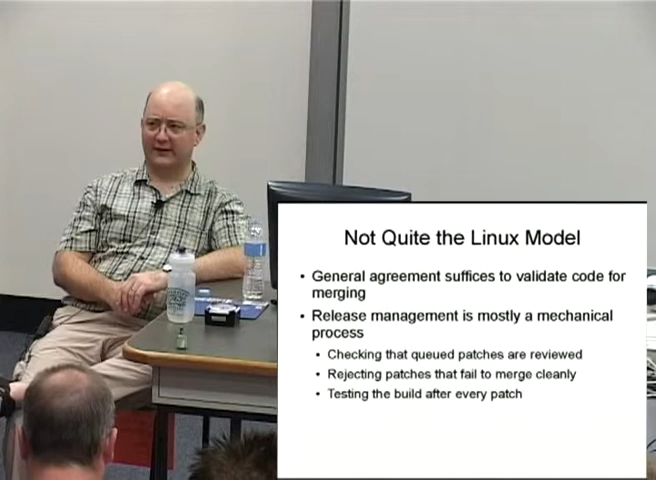 Not Quite the Linux Model
• General agreement suffices to validate code for
merging
• Release management is mostly a mechanical
process
• Checking that queued patches are reviewed
• Rejecting patches that fail to merge cleanly
• Testing the build after every patch